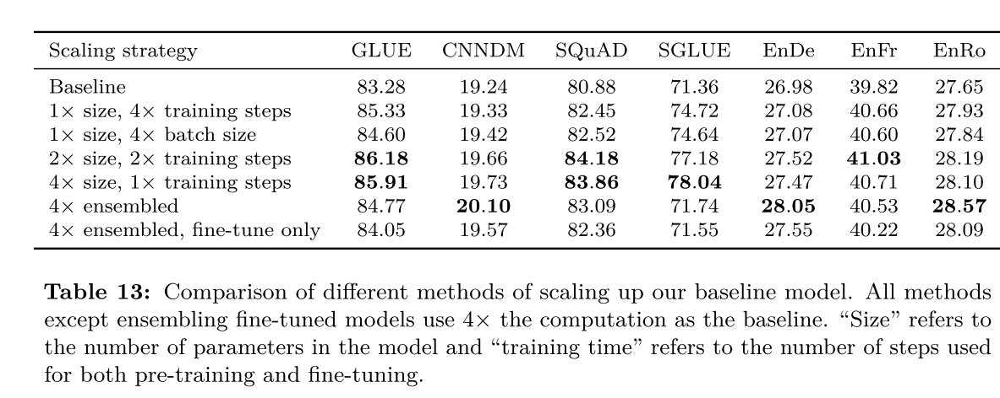 Scaling strategy GLUE CNNDM SQuAD SGLUE EnDe EnFr EnRo
Baseline 83.28 19.24 80.88 71.36 26.98 39.82 27.65
1× size, 4× training steps 85.33 19.33 82.45 74.72 27.08 40.66 27.93
1× size, 4× batch size 84.60 19.42 82.52 74.64 27.07 40.60 27.84
2× size, 2× training steps 86.18 19.66 84.18 77.18 27.52 41.03 28.19
4× size, 1× training steps 85.91 19.73 83.86 78.04 27.47 40.71 28.10
4× ensembled 84.77 20.10 83.09 71.74 28.05 40.53 28.57
4× ensembled, fine-tune only 84.05 19.57 82.36 71.55 27.55 40.22 28.09
Table 13: Comparison of different methods of scaling up our baseline model. All methods
except ensembling fine-tuned models use 4× the computation as the baseline. “Size” refers to
the number of parameters in the model and “training time” refers to the number of steps used
for both pre-training and fine-tuning.